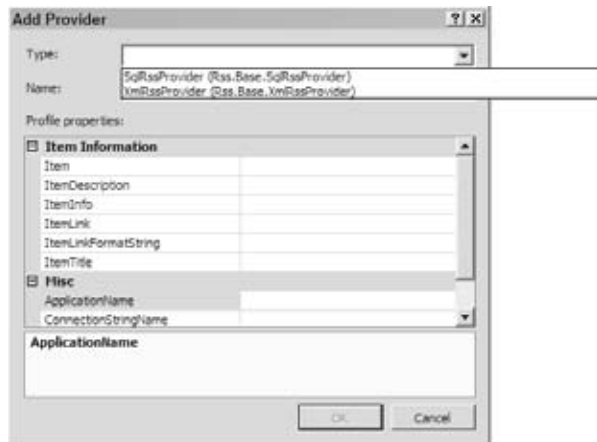 Add Provider
Type:
SqlRssProvider (Rss.Base.SqlRssProvider)
XmlRssProvider (Rss.Base.XmlRssProvider)
Name:
Profile properties:
Item Information
Item
ItemDescription
ItemInfo
ItemLink
ItemLinkFormatString
ItemTitle
Misc
ApplicationName
ConnectionStringName
ApplicationName
OK
Cancel